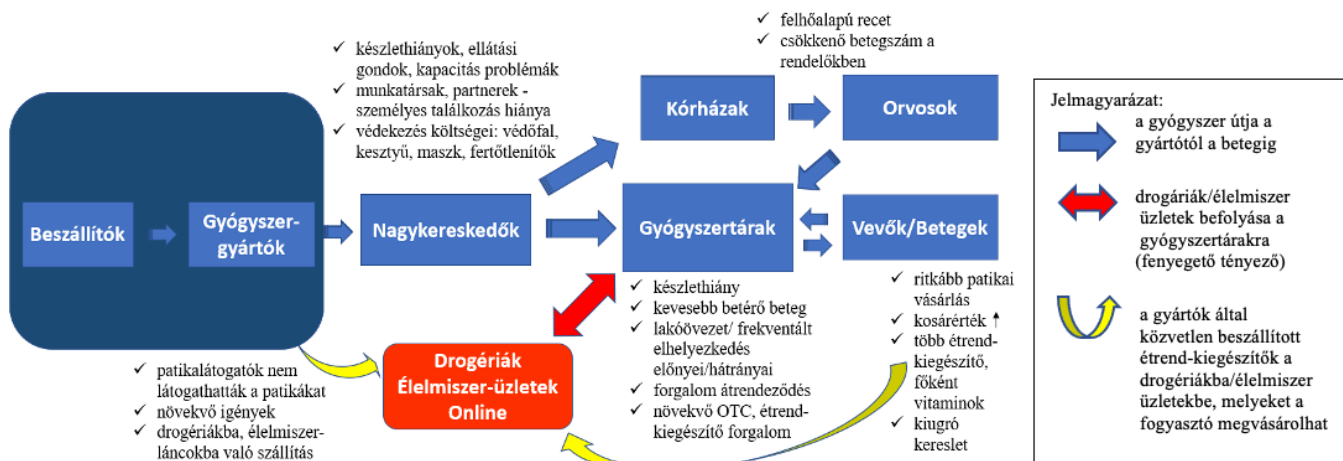 ✓ készlethiányok, ellátási
gondok, kapacitás problémák
✓ munkatársak, partnerek -
személyes találkozás hiánya
✓ védekezés költségei: védőfal,
kesztyű, maszk, fertőtlenítők
✓ felhőalapú recet
✓ csökkenő betegszám a
rendelőkben
Kórházak
Orvosok
Beszállítók
Gyógyszer-
gyártók
Nagykereskedők
Gyógyszertárak
Vevők/Betegek
✓ patikalátogatók nem
látogathatták a patikákat
✓ növekvő igények
✓ drogériákba, élelmiszer-
láncokba való szállítás
Drogériák
Élelmiszer-üzletek
Online
✓ készlethiány
✓ kevesebb betérő beteg
✓ lakóövezet/ frekventált
elhelyezkedés
előnyei/hátrányai
✓ forgalom átrendeződés
✓ növekvő OTC, étrend-
kiegészítő forgalom
✓ ritkább patikai
vásárlás
✓ kosárérték ↑
✓ több étrend-
kiegészítő,
főként
vitaminok
✓ kiugró
kereslet
Jelmagyarázat:
a gyógyszer útja a
gyártótól a betegig
drogáriák/élelmiszer
üzletek befolyása a
gyógyszertárakra
(fenyegető tényező)
a gyártók által
közvetlen beszállított
étrend-kiegészítők a
drogériákba/élelmiszer
üzletekbe, melyeket a
fogyasztó megvásárolhat